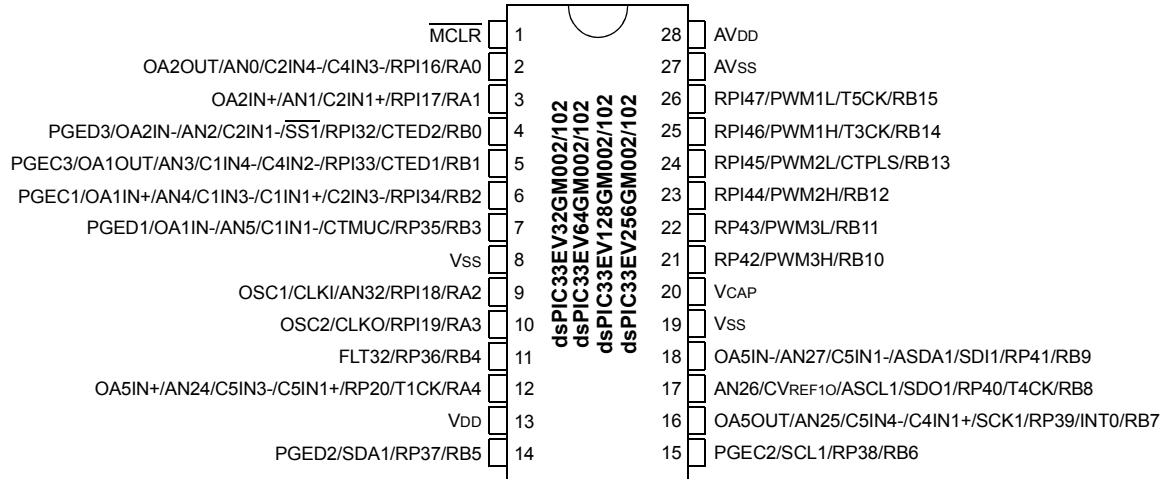 MCLR 1
OA2OUT/AN0/C2IN4-/C4IN3-/RPI16/RA0 2
OA2IN+/AN1/C2IN1+/RPI17/RA1 3
PGED3/OA2IN-/AN2/C2IN1-/SS1/RPI32/CTED2/RB0 4
PGEC3/OA1OUT/AN3/C1IN4-/C4IN2-/RPI33/CTED1/RB1 5
PGEC1/OA1IN+/AN4/C1IN3-/C1IN1+/C2IN3-/RPI34/RB2 6
PGED1/OA1IN-/AN5/C1IN1-/CTMUC/RP35/RB3 7
VSS 8
OSC1/CLKI/AN32/RPI18/RA2 9
OSC2/CLKO/RPI19/RA3 10
FLT32/RP36/RB4 11
OA5IN+/AN24/C5IN3-/C5IN1+/RP20/T1CK/RA4 12
VDD 13
PGED2/SDA1/RP37/RB5 14
dsPIC33EV32GM002/102
dsPIC33EV64GM002/102
dsPIC33EV128GM002/102
dsPIC33EV256GM002/102
28 AVDD
27 AVSS
26 RPI47/PWM1L/T5CK/RB15
25 RPI46/PWM1H/T3CK/RB14
24 RPI45/PWM2L/CTPLS/RB13
23 RPI44/PWM2H/RB12
22 RP43/PWM3L/RB11
21 RP42/PWM3H/RB10
20 VCAP
19 VSS
18 OA5IN-/AN27/C5IN1-/ASDA1/SDI1/RP41/RB9
17 AN26/CVREF1O/ASCL1/SDO1/RP40/T4CK/RB8
16 OA5OUT/AN25/C5IN4-/C4IN1+/SCK1/RP39/INT0/RB7
15 PGEC2/SCL1/RP38/RB6